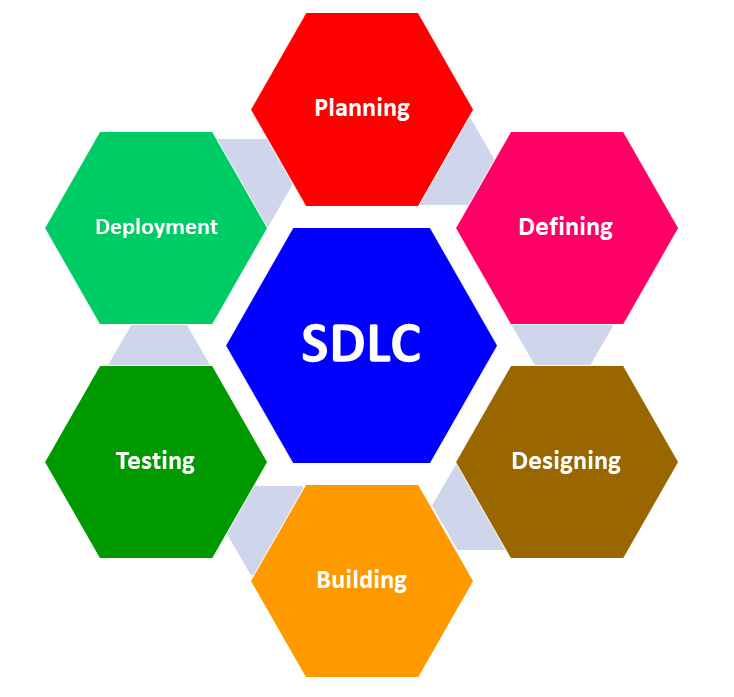 Planning
Defining
Designing
Building
Testing
Deployment
SDLC